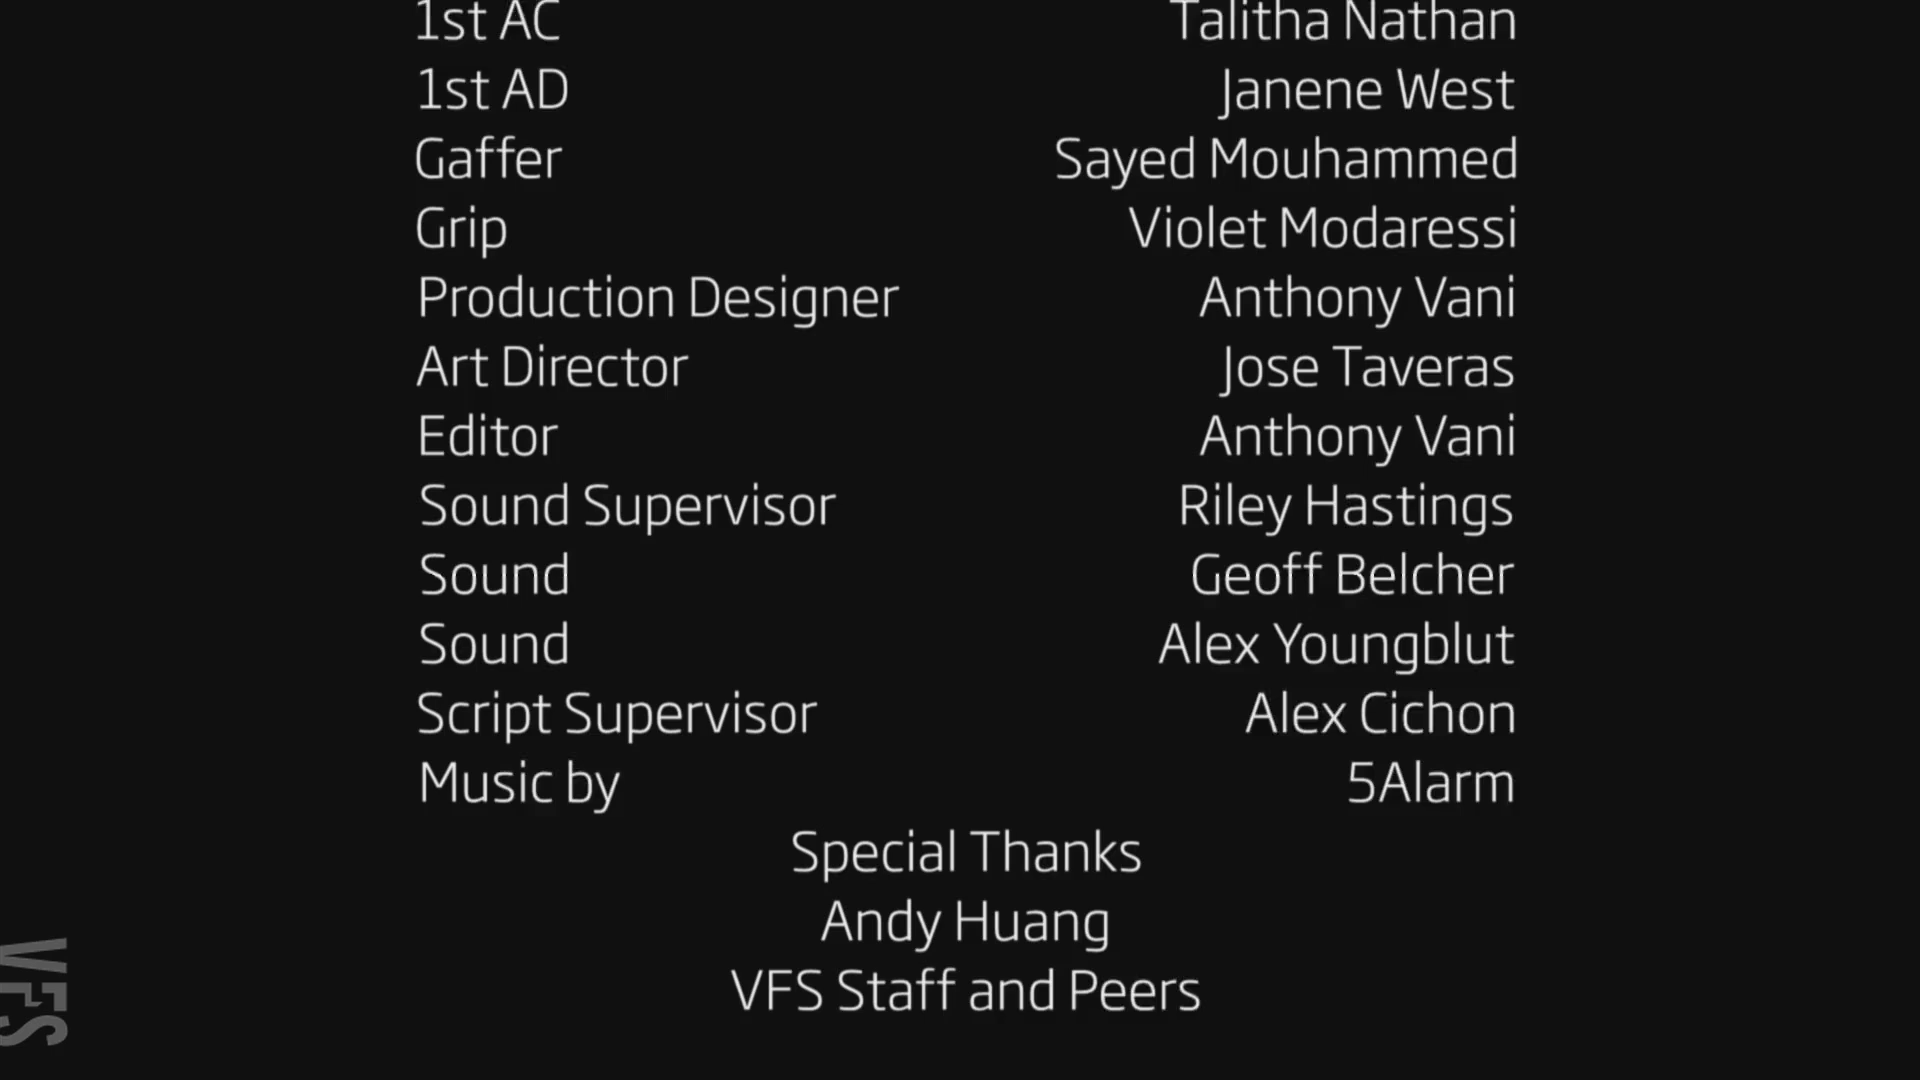 1st AC Talitha Nathan
1st AD Janene West
Gaffer Sayed Mouhammed
Grip Violet Modaressi
Production Designer Anthony Vani
Art Director Jose Taveras
Editor Anthony Vani
Sound Supervisor Riley Hastings
Sound Geoff Belcher
Sound Alex Youngblut
Script Supervisor Alex Cichon
Music by 5Alarm
Special Thanks
Andy Huang
VFS Staff and Peers
VFS